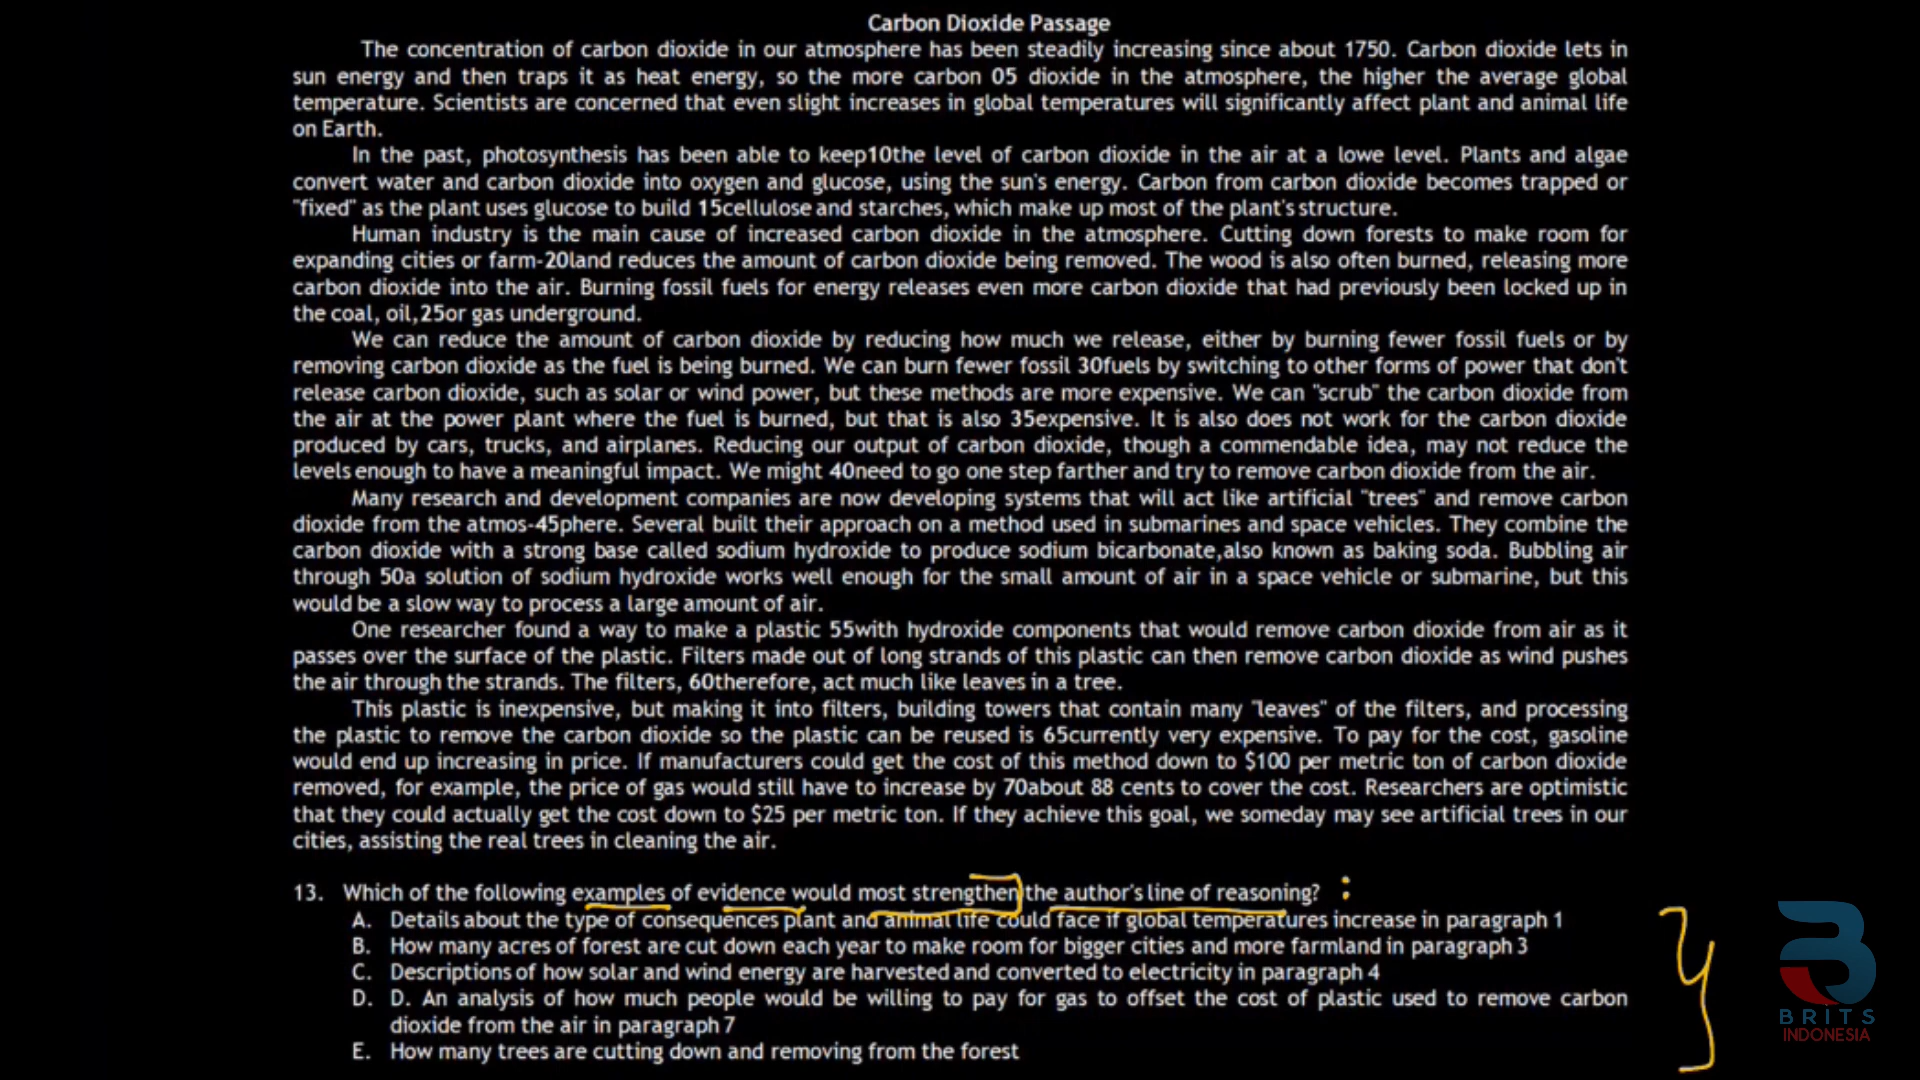 Carbon Dioxide Passage
The concentration of carbon dioxide in our atmosphere has been steadily increasing since about 1750. Carbon dioxide lets in
sun energy and then traps it as heat energy, so the more carbon 05 dioxide in the atmosphere, the higher the average global
temperature. Scientists are concerned that even slight increases in global temperatures will significantly affect plant and animal life
on Earth.
In the past, photosynthesis has been able to keep10the level of carbon dioxide in the air at a lowe level. Plants and algae
convert water and carbon dioxide into oxygen and glucose, using the sun's energy. Carbon from carbon dioxide becomes trapped or
"fixed" as the plant uses glucose to build 15cellulose and starches, which make up most of the plant's structure.
Human industry is the main cause of increased carbon dioxide in the atmosphere. Cutting down forests to make room for
expanding cities or farm-20land reduces the amount of carbon dioxide being removed. The wood is also often burned, releasing more
carbon dioxide into the air. Burning fossil fuels for energy releases even more carbon dioxide that had previously been locked up in
the coal, oil,25or gas underground.
We can reduce the amount of carbon dioxide by reducing how much we release, either by burning fewer fossil fuels or by
removing carbon dioxide as the fuel is being burned. We can burn fewer fossil 30fuels by switching to other forms of power that don't
release carbon dioxide, such as solar or wind power, but these methods are more expensive. We can "scrub" the carbon dioxide from
the air at the power plant where the fuel is burned, but that is also 35expensive. It is also does not work for the carbon dioxide
produced by cars, trucks, and airplanes. Reducing our output of carbon dioxide, though a commendable idea, may not reduce the
levels enough to have a meaningful impact. We might 40need to go one step farther and try to remove carbon dioxide from the air.
Many research and development companies are now developing systems that will act like artificial "trees" and remove carbon
dioxide from the atmos-45phere. Several built their approach on a method used in submarines and space vehicles. They combine the
carbon dioxide with a strong base called sodium hydroxide to produce sodium bicarbonate,also known as baking soda. Bubbling air
through 50a solution of sodium hydroxide works well enough for the small amount of air in a space vehicle or submarine, but this
would be a slow way to process a large amount of air.
One researcher found a way to make a plastic 55with hydroxide components that would remove carbon dioxide from air as it
passes over the surface of the plastic. Filters made out of long strands of this plastic can then remove carbon dioxide as wind pushes
the air through the strands. The filters, 60therefore, act much like leaves in a tree.
This plastic is inexpensive, but making it into filters, building towers that contain many "leaves" of the filters, and processing
the plastic to remove the carbon dioxide so the plastic can be reused is 65currently very expensive. To pay for the cost, gasoline
would end up increasing in price. If manufacturers could get the cost of this method down to $100 per metric ton of carbon dioxide
removed, for example, the price of gas would still have to increase by 70about 88 cents to cover the cost. Researchers are optimistic
that they could actually get the cost down to $25 per metric ton. If they achieve this goal, we someday may see artificial trees in our
cities, assisting the real trees in cleaning the air.
13. Which of the following examples of evidence would most strengthen the author's line of reasoning? :
A. Details about the type of consequences plant and animal life could face if global temperatures increase in paragraph 1
B. How many acres of forest are cut down each year to make room for bigger cities and more farmland in paragraph 3
C. Descriptions of how solar and wind energy are harvested and converted to electricity in paragraph 4
D. D. An analysis of how much people would be willing to pay for gas to offset the cost of plastic used to remove carbon
dioxide from the air in paragraph 7
E. How many trees are cutting down and removing from the forest
BRITS
INDONESIA